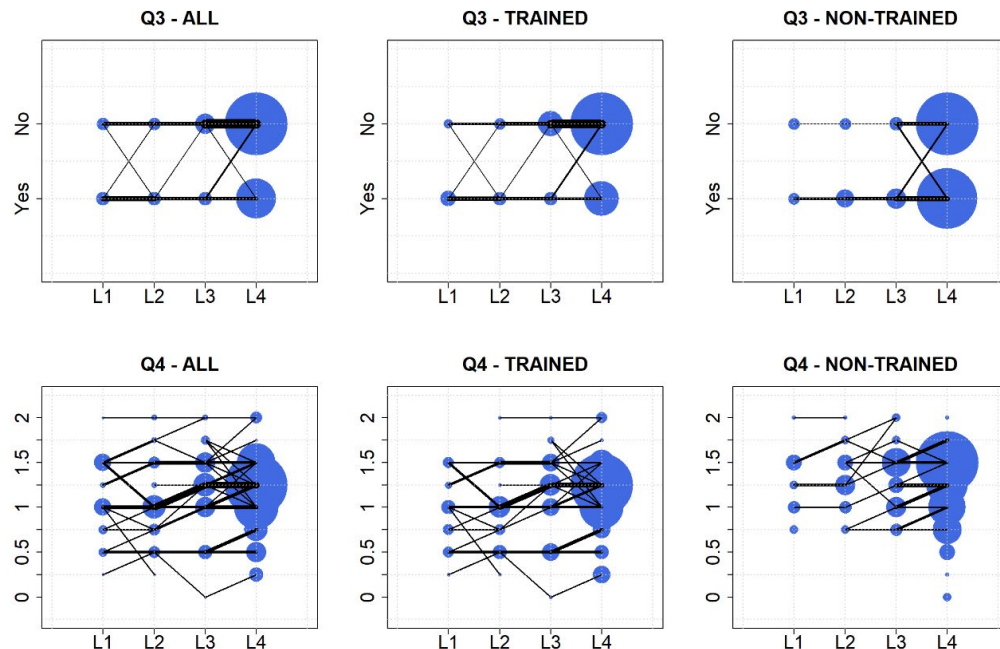 Q3 - ALL
Q3 - TRAINED
Q3 - NON-TRAINED
No
Yes
L1 L2 L3 L4
No
Yes
L1 L2 L3 L4
No
Yes
L1 L2 L3 L4
Q4 - ALL
Q4 - TRAINED
Q4 - NON-TRAINED
2
1.5
1
0.5
0
L1 L2 L3 L4
2
1.5
1
0.5
0
L1 L2 L3 L4
2
1.5
1
0.5
0
L1 L2 L3 L4